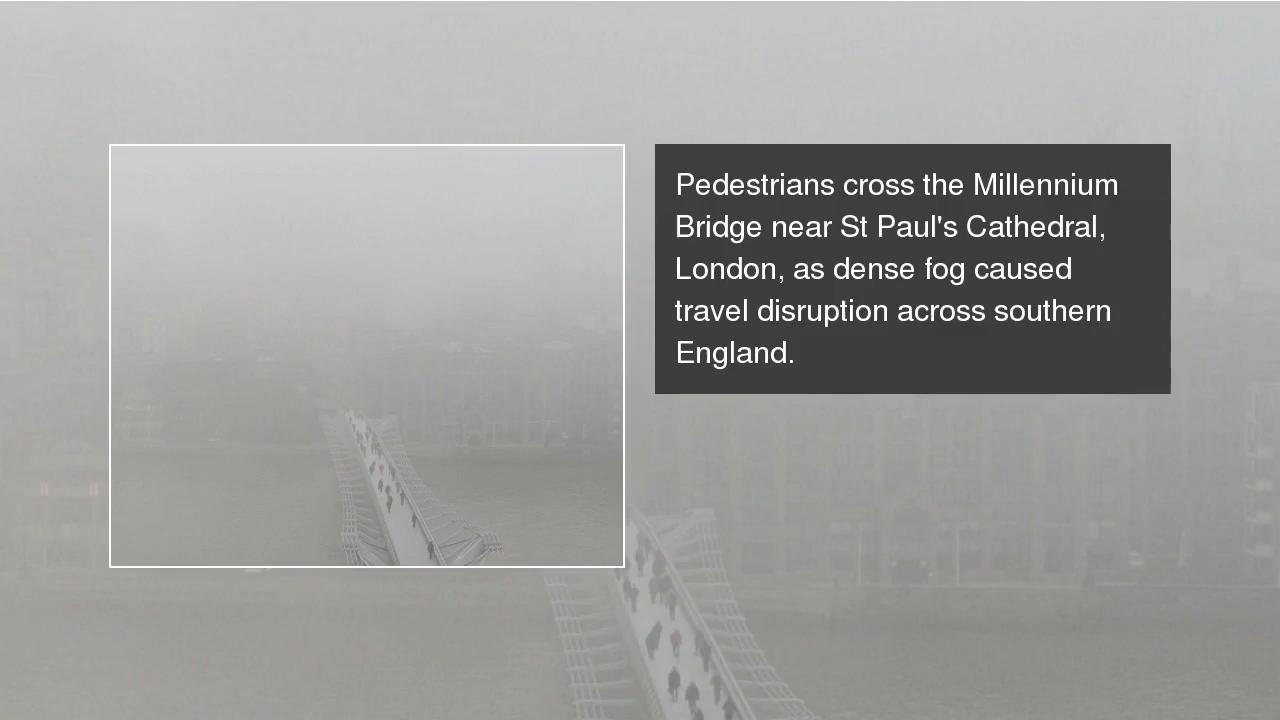 Pedestrians cross the Millennium
Bridge near St Paul's Cathedral,
London, as dense fog caused
travel disruption across southern
England.